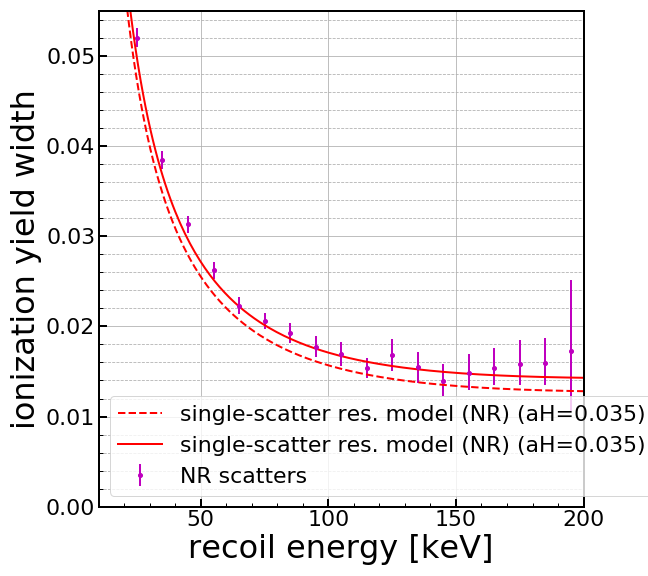 ionization yield width
0.05
0.04
0.03
0.02
0.01
0.00
single-scatter res. model (NR) (aH=0.035)
single-scatter res. model (NR) (aH=0.035)
NR scatters
50 100 150 200
recoil energy [keV]